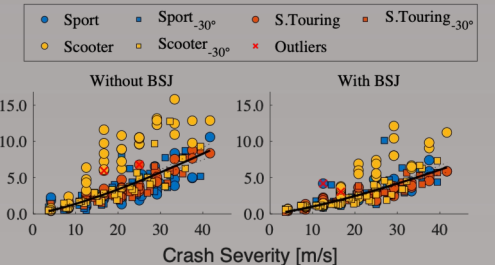 Sport Sport-30° S.Touring S.Touring-30°
Scooter Scooter-30° Outliers
Without BSJ With BSJ
15.0 15.0
10.0 10.0
5.0 5.0
0.0 0.0
0 10 20 30 40 0 10 20 30 40
Crash Severity [m/s]